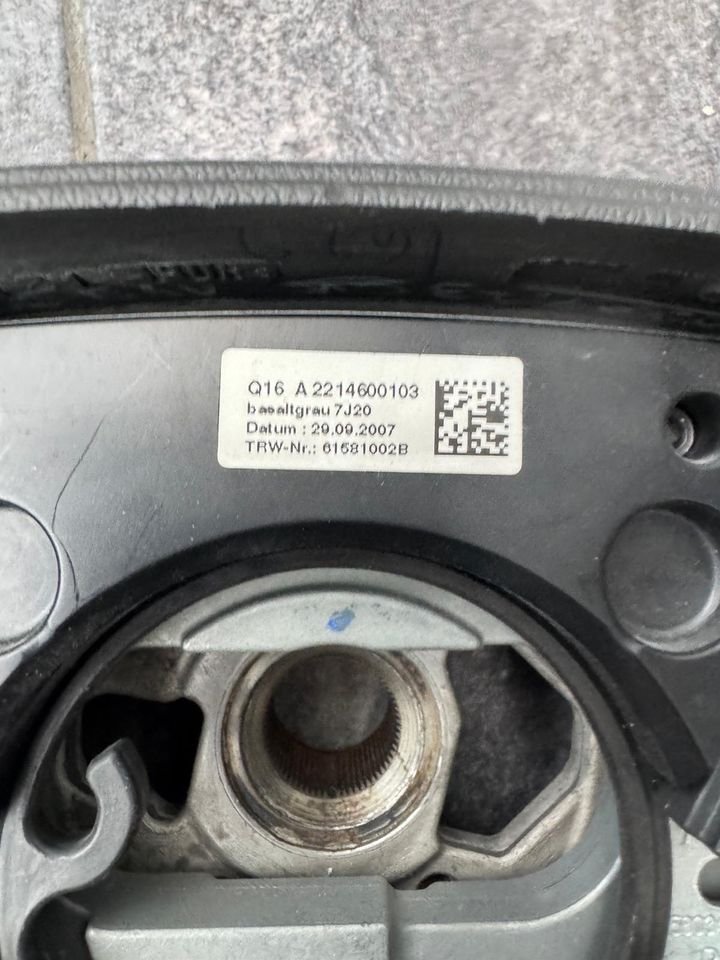 Q16 A 2214600103
basaltgrau 7J20
Datum : 29.09.2007
TRW-Nr.: 61581002B